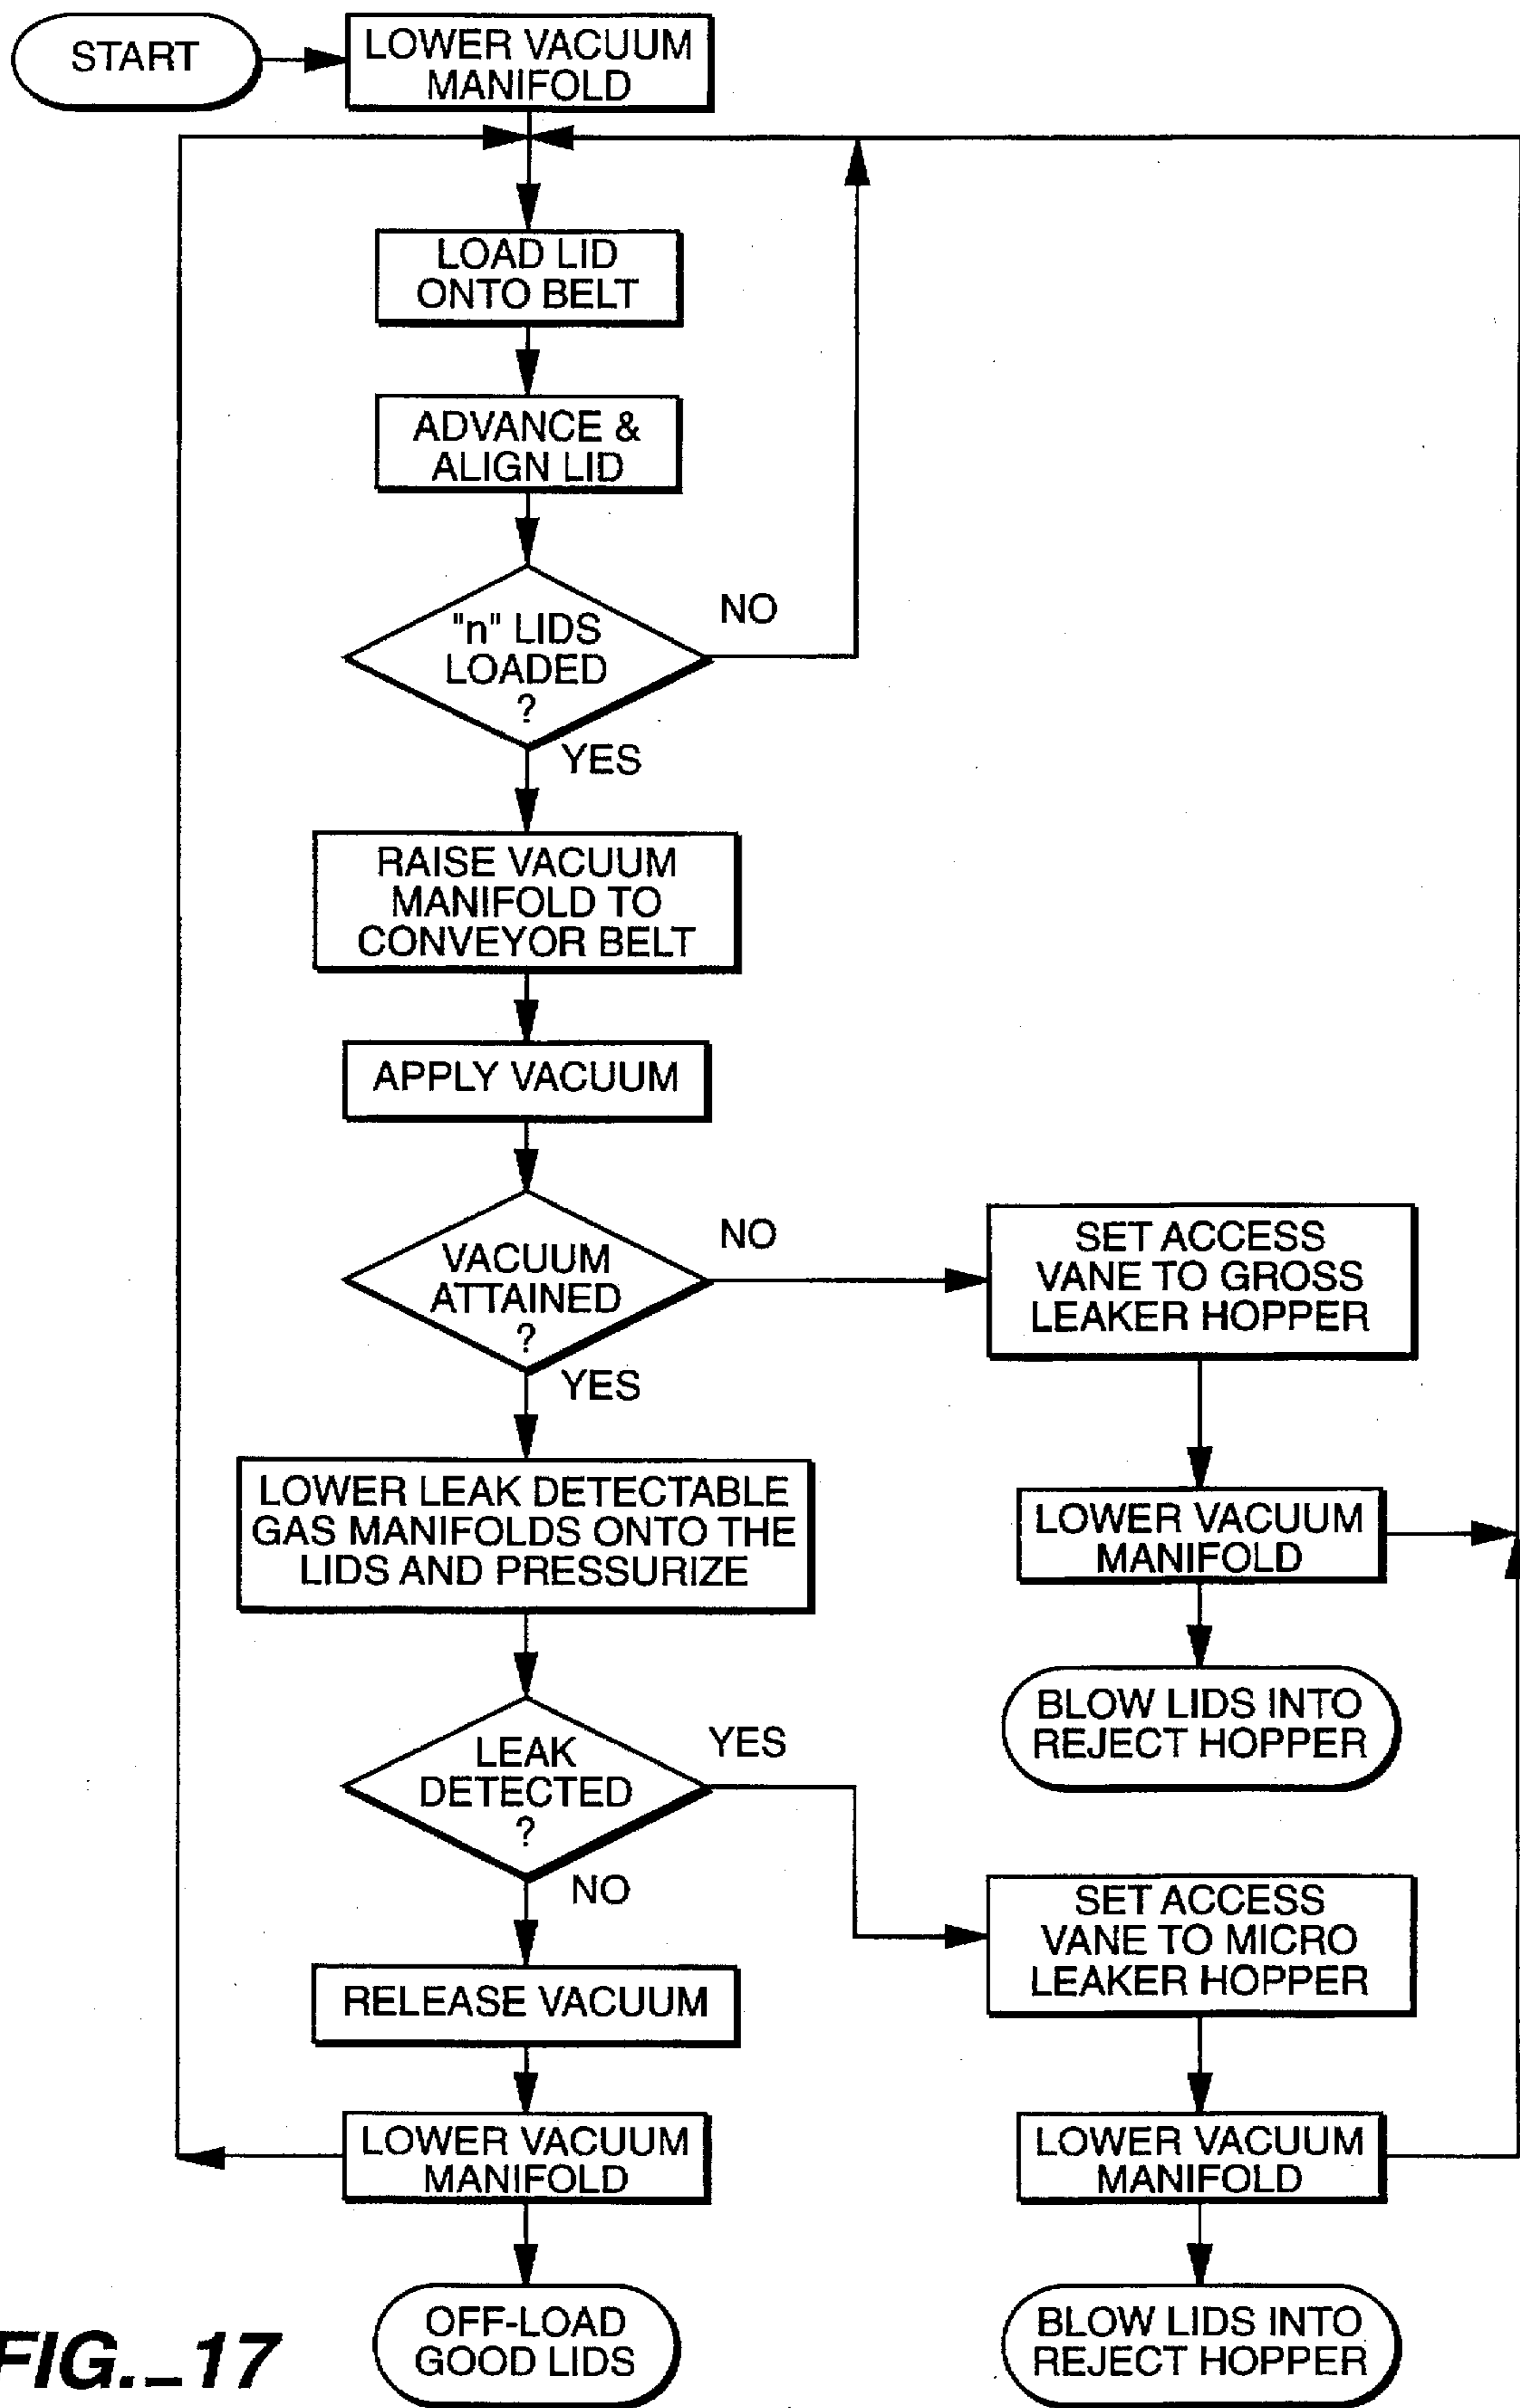 START
LOWER VACUUM
MANIFOLD
LOAD LID
ONTO BELT
ADVANCE &
ALIGN LID
"n" LIDS
LOADED
?
NO
YES
RAISE VACUUM
MANIFOLD TO
CONVEYOR BELT
APPLY VACUUM
VACUUM
ATTAINED
?
NO
YES
SET ACCESS
VANE TO GROSS
LEAKER HOPPER
LOWER VACUUM
MANIFOLD
BLOW LIDS INTO
REJECT HOPPER
LOWER LEAK DETECTABLE
GAS MANIFOLDS ONTO THE
LIDS AND PRESSURIZE
LEAK
DETECTED
?
YES
NO
SET ACCESS
VANE TO MICRO
LEAKER HOPPER
LOWER VACUUM
MANIFOLD
BLOW LIDS INTO
REJECT HOPPER
RELEASE VACUUM
LOWER VACUUM
MANIFOLD
OFF-LOAD
GOOD LIDS
FIG._17